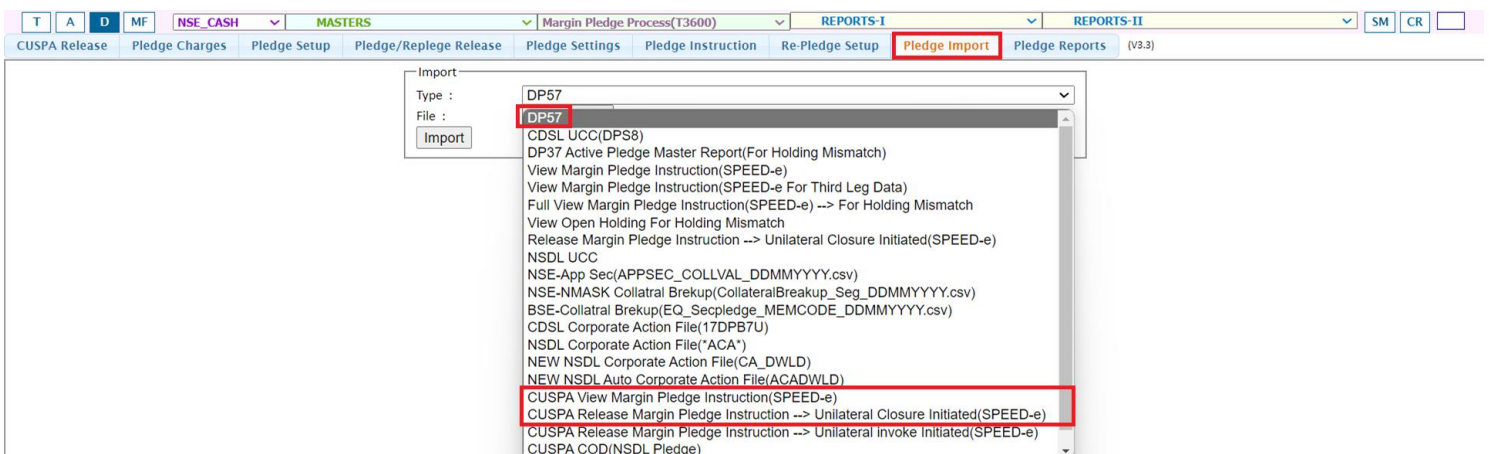 T A D MF NSE_CASH MASTERS Margin Pledge Process(T3600) REPORTS-I REPORTS-II SM CR
CUSPA Release Pledge Charges Pledge Setup Pledge/Replege Release Pledge Settings Pledge Instruction Re-Pledge Setup Pledge Import Pledge Reports (V3.3)
Import
Type : DP57
File :
Import
DP57
CDSL UCC(DPS8)
DP37 Active Pledge Master Report(For Holding Mismatch)
View Margin Pledge Instruction(SPEED-e)
View Margin Pledge Instruction(SPEED-e For Third Leg Data)
Full View Margin Pledge Instruction(SPEED-e) --> For Holding Mismatch
View Open Holding For Holding Mismatch
Release Margin Pledge Instruction --> Unilateral Closure Initiated(SPEED-e)
NSDL UCC
NSE-App Sec(APPSEC_COLLVAL_DDMMYYYY.csv)
NSE-NMASK Collatral Brekup(CollateralBreakup_Seg_DDMMYYYY.csv)
BSE-Collatral Brekup(EQ_Secpledge_MEMCODE_DDMMYYYY.csv)
CDSL Corporate Action File(17DPB7U)
NSDL Corporate Action File(*ACA*)
NEW NSDL Corporate Action File(CA_DWLD)
NEW NSDL Auto Corporate Action File(ACADWLD)
CUSPA View Margin Pledge Instruction(SPEED-e)
CUSPA Release Margin Pledge Instruction --> Unilateral Closure Initiated(SPEED-e)
CUSPA Release Margin Pledge Instruction --> Unilateral invoke Initiated(SPEED-e)
CUSPA COD(NSDL Pledge)